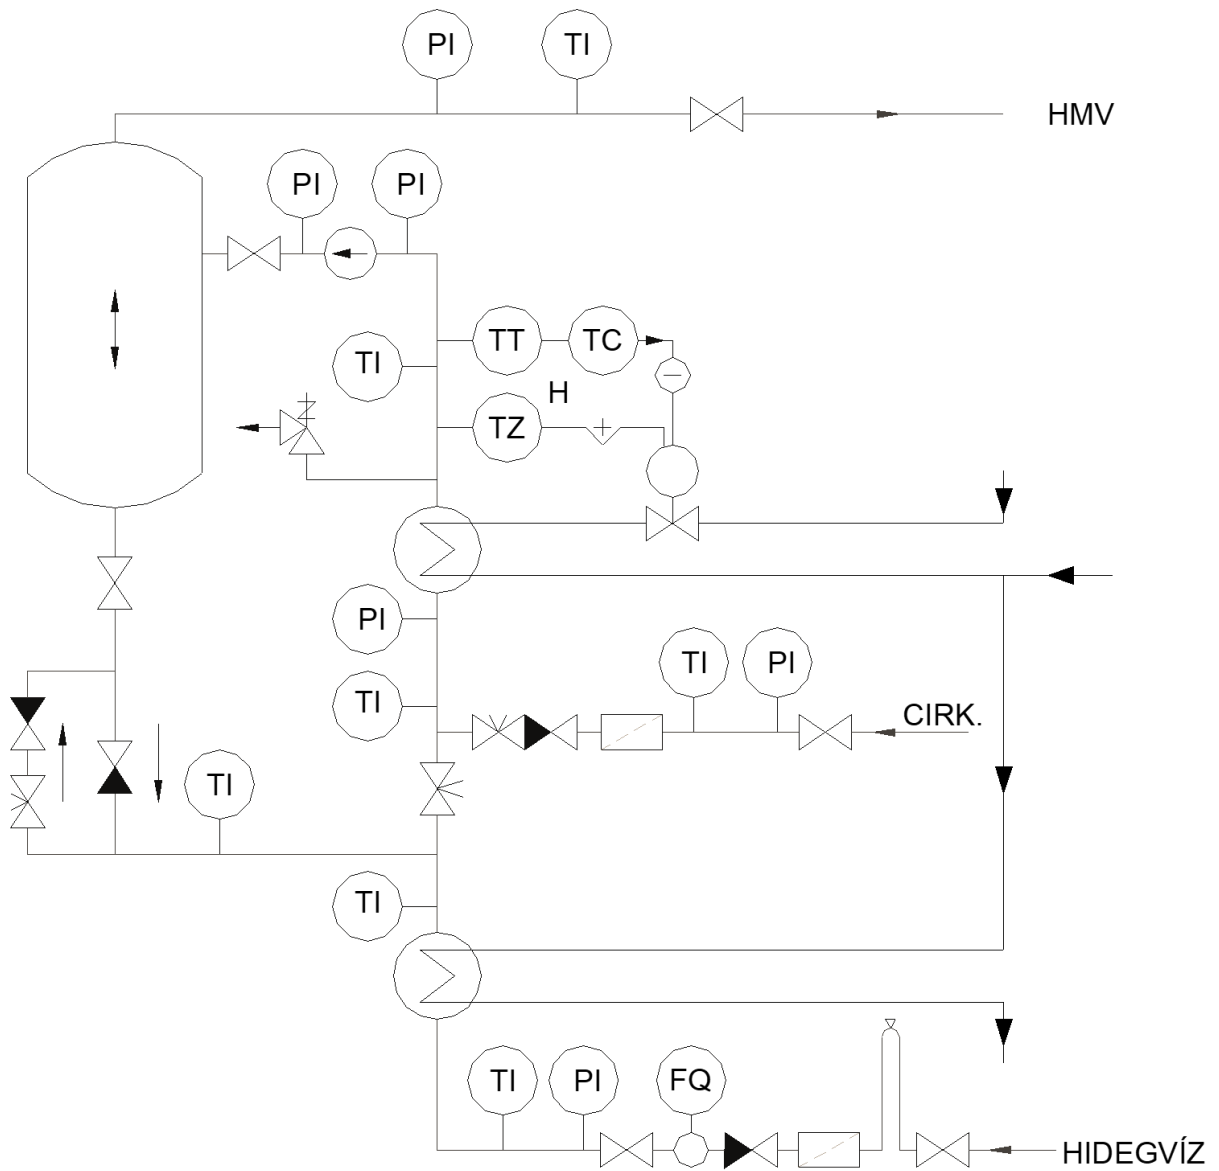 PI TI
HMV
PI PI
TT TC
TI
H
TZ
PI
TI PI
TI
CIRK.
TI
TI
TI PI FQ
HIDEGVÍZ